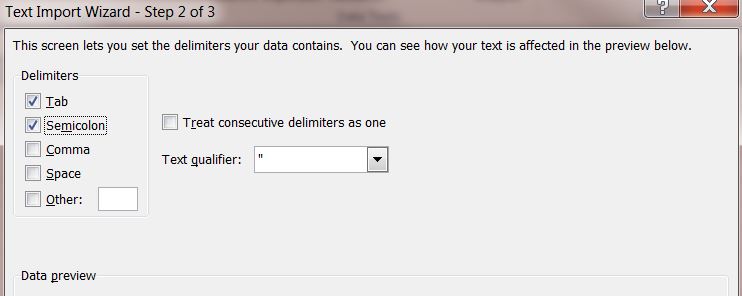 Text Import Wizard - Step 2 of 3
This screen lets you set the delimiters your data contains. You can see how your text is affected in the preview below.
Delimiters
Tab
Semicolon
Treat consecutive delimiters as one
Comma
Text qualifier: "
Space
Other:
Data preview